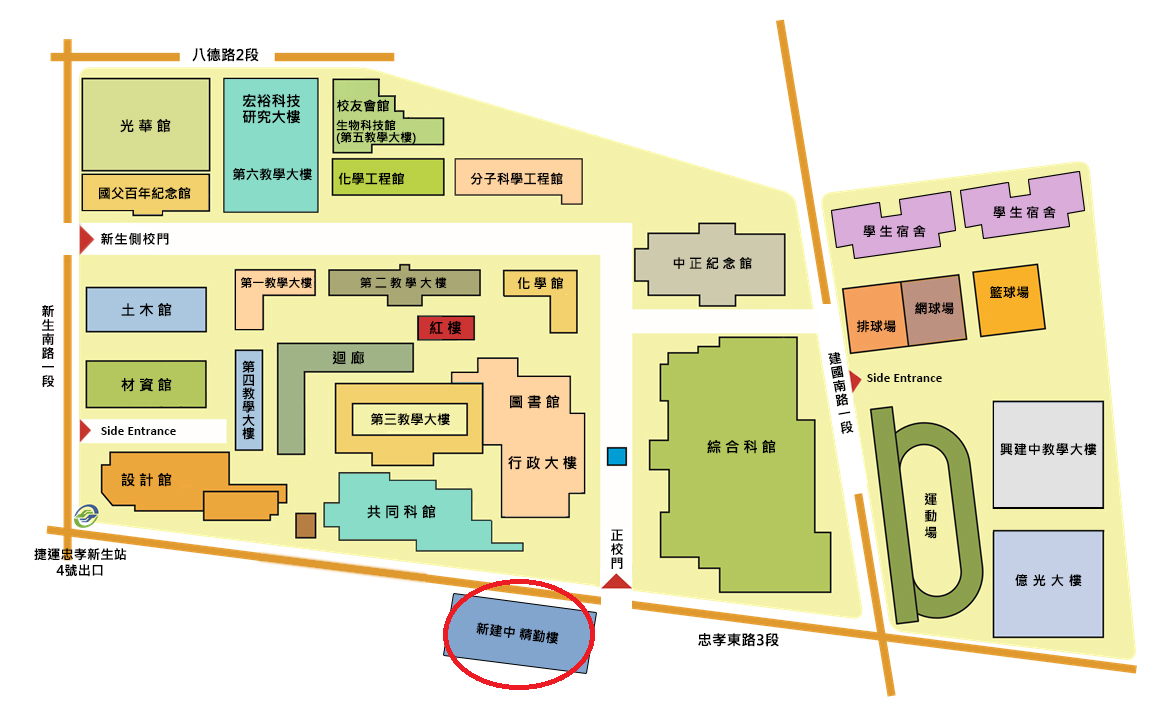 八德路2段
光華館
宏裕科技
研究大樓
第六教學大樓
校友會館
生物科技館
(第五教學大樓)
化學工程館
分子科學工程館
國父百年紀念館
新生側校門
中正紀念館
學生宿舍
學生宿舍
第一教學大樓
第二教學大樓
化學館
土木館
紅樓
排球場
網球場
籃球場
新生南路一段
迴廊
材資館
第四教學大樓
圖書館
第三教學大樓
行政大樓
建國南路一段
Side Entrance
Side Entrance
綜合科館
興建中教學大樓
設計館
共同科館
運動場
正校門
捷運忠孝新生站
4號出口
億光大樓
新建中 精勤樓
忠孝東路3段